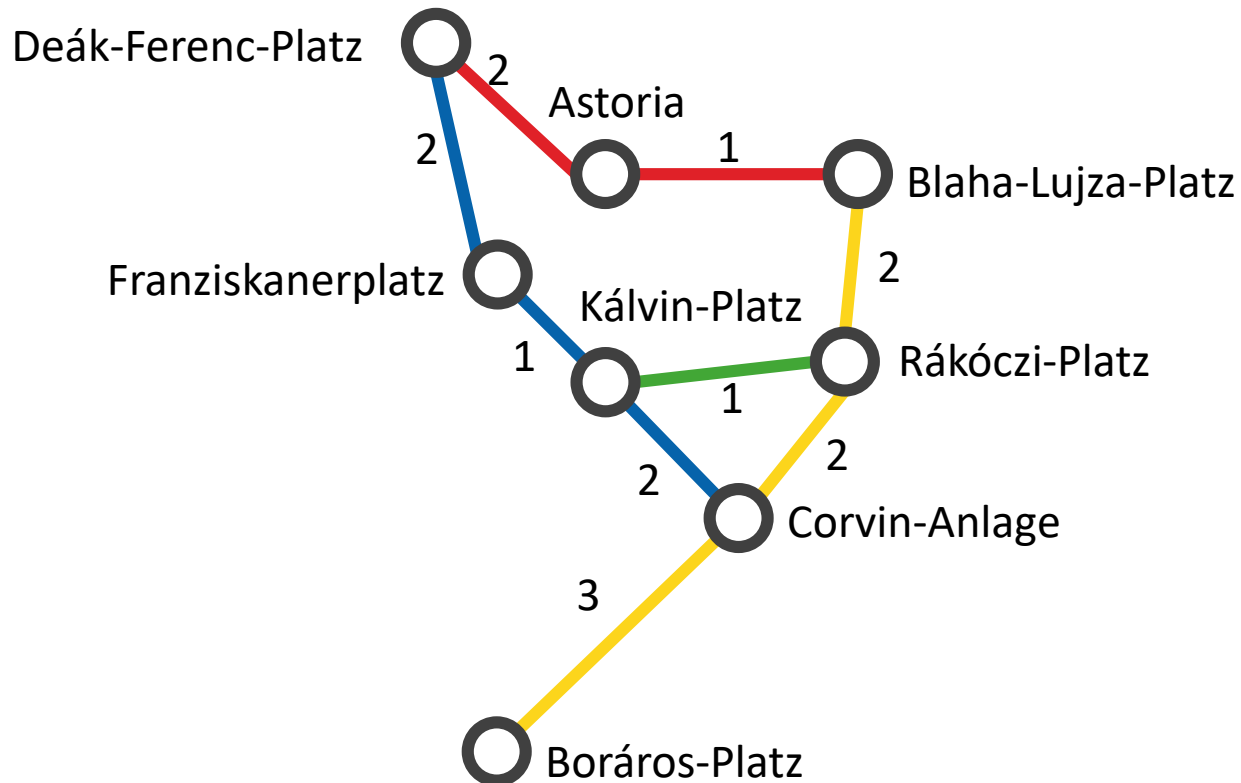 Deák-Ferenc-Platz
2
Astoria
2
1
Blaha-Lujza-Platz
Franziskanerplatz
2
Kálvin-Platz
1
Rákóczi-Platz
1
2
2
Corvin-Anlage
3
Boráros-Platz